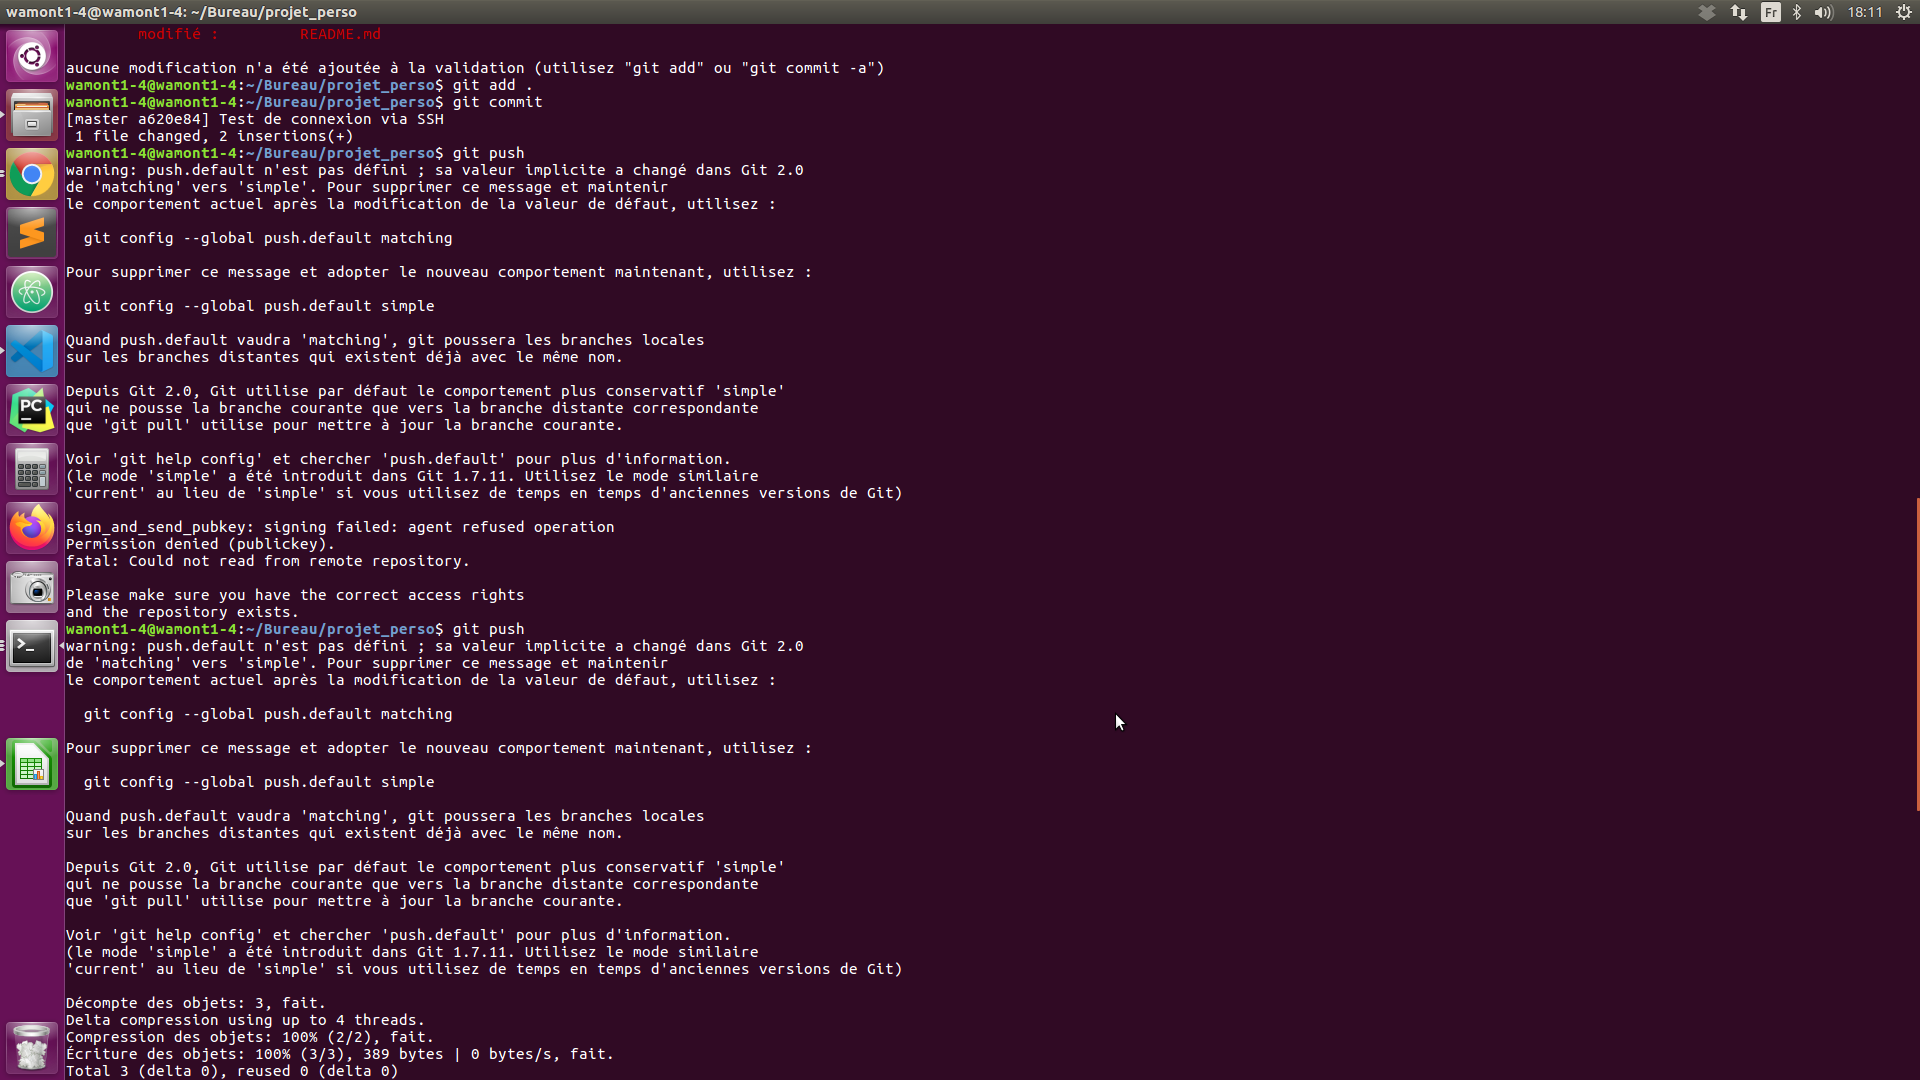 wamont1-4@wamont1-4: ~/Bureau/projet_perso
Fr
18:11
modifié : README.md
aucune modification n'a été ajoutée à la validation (utilisez "git add" ou "git commit -a")
wamont1-4@wamont1-4:~/Bureau/projet_perso$ git add .
wamont1-4@wamont1-4:~/Bureau/projet_perso$ git commit
[master a620e84] Test de connexion via SSH
1 file changed, 2 insertions(+)
wamont1-4@wamont1-4:~/Bureau/projet_perso$ git push
warning: push.default n'est pas défini ; sa valeur implicite a changé dans Git 2.0
de 'matching' vers 'simple'. Pour supprimer ce message et maintenir
le comportement actuel après la modification de la valeur de défaut, utilisez :
git config --global push.default matching
Pour supprimer ce message et adopter le nouveau comportement maintenant, utilisez :
git config --global push.default simple
Quand push.default vaudra 'matching', git poussera les branches locales
sur les branches distantes qui existent déjà avec le même nom.
Depuis Git 2.0, Git utilise par défaut le comportement plus conservatif 'simple'
qui ne pousse la branche courante que vers la branche distante correspondante
que 'git pull' utilise pour mettre à jour la branche courante.
Voir 'git help config' et chercher 'push.default' pour plus d'information.
(le mode 'simple' a été introduit dans Git 1.7.11. Utilisez le mode similaire
'current' au lieu de 'simple' si vous utilisez de temps en temps d'anciennes versions de Git)
sign_and_send_pubkey: signing failed: agent refused operation
Permission denied (publickey).
fatal: Could not read from remote repository.
Please make sure you have the correct access rights
and the repository exists.
wamont1-4@wamont1-4:~/Bureau/projet_perso$ git push
warning: push.default n'est pas défini ; sa valeur implicite a changé dans Git 2.0
de 'matching' vers 'simple'. Pour supprimer ce message et maintenir
le comportement actuel après la modification de la valeur de défaut, utilisez :
git config --global push.default matching
Pour supprimer ce message et adopter le nouveau comportement maintenant, utilisez :
git config --global push.default simple
Quand push.default vaudra 'matching', git poussera les branches locales
sur les branches distantes qui existent déjà avec le même nom.
Depuis Git 2.0, Git utilise par défaut le comportement plus conservatif 'simple'
qui ne pousse la branche courante que vers la branche distante correspondante
que 'git pull' utilise pour mettre à jour la branche courante.
Voir 'git help config' et chercher 'push.default' pour plus d'information.
(le mode 'simple' a été introduit dans Git 1.7.11. Utilisez le mode similaire
'current' au lieu de 'simple' si vous utilisez de temps en temps d'anciennes versions de Git)
Décompte des objets: 3, fait.
Delta compression using up to 4 threads.
Compression des objets: 100% (2/2), fait.
Écriture des objets: 100% (3/3), 389 bytes | 0 bytes/s, fait.
Total 3 (delta 0), reused 0 (delta 0)
PC